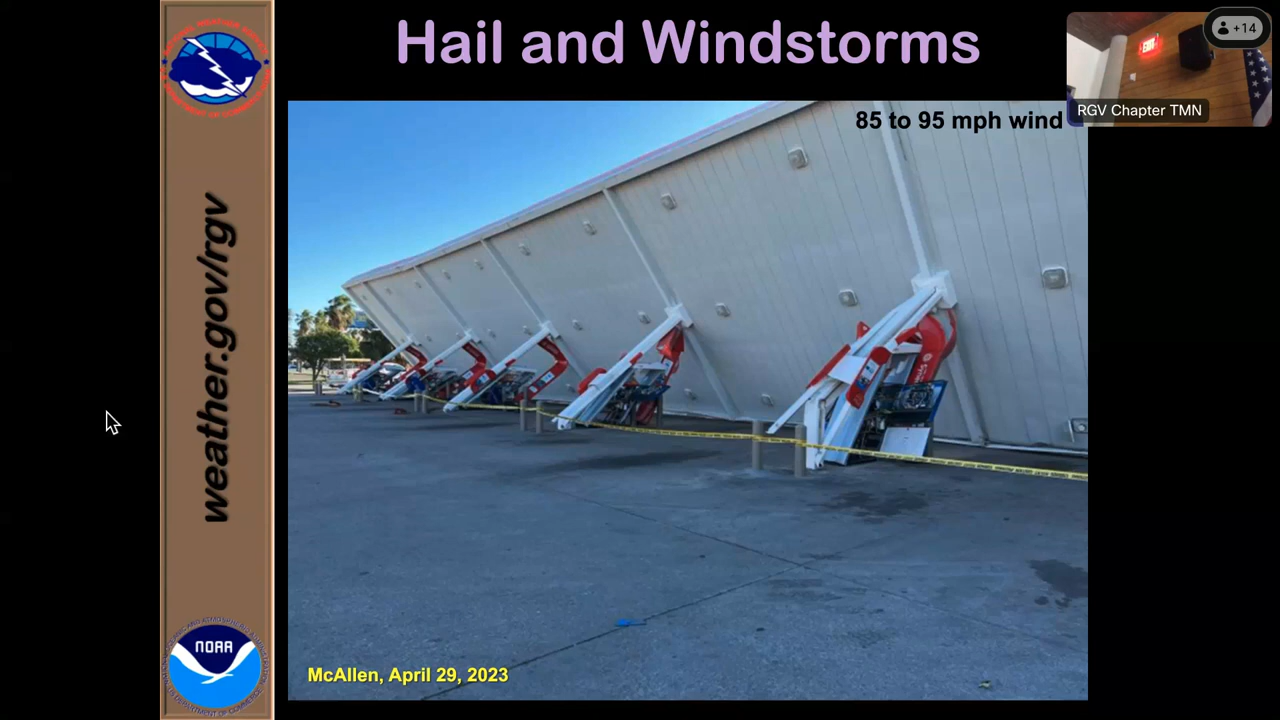 Hail and Windstorms
85 to 95 mph wind
+14
EXIT
RGV Chapter TMN
weather.gov/rgv
NOAA
McAllen, April 29, 2023